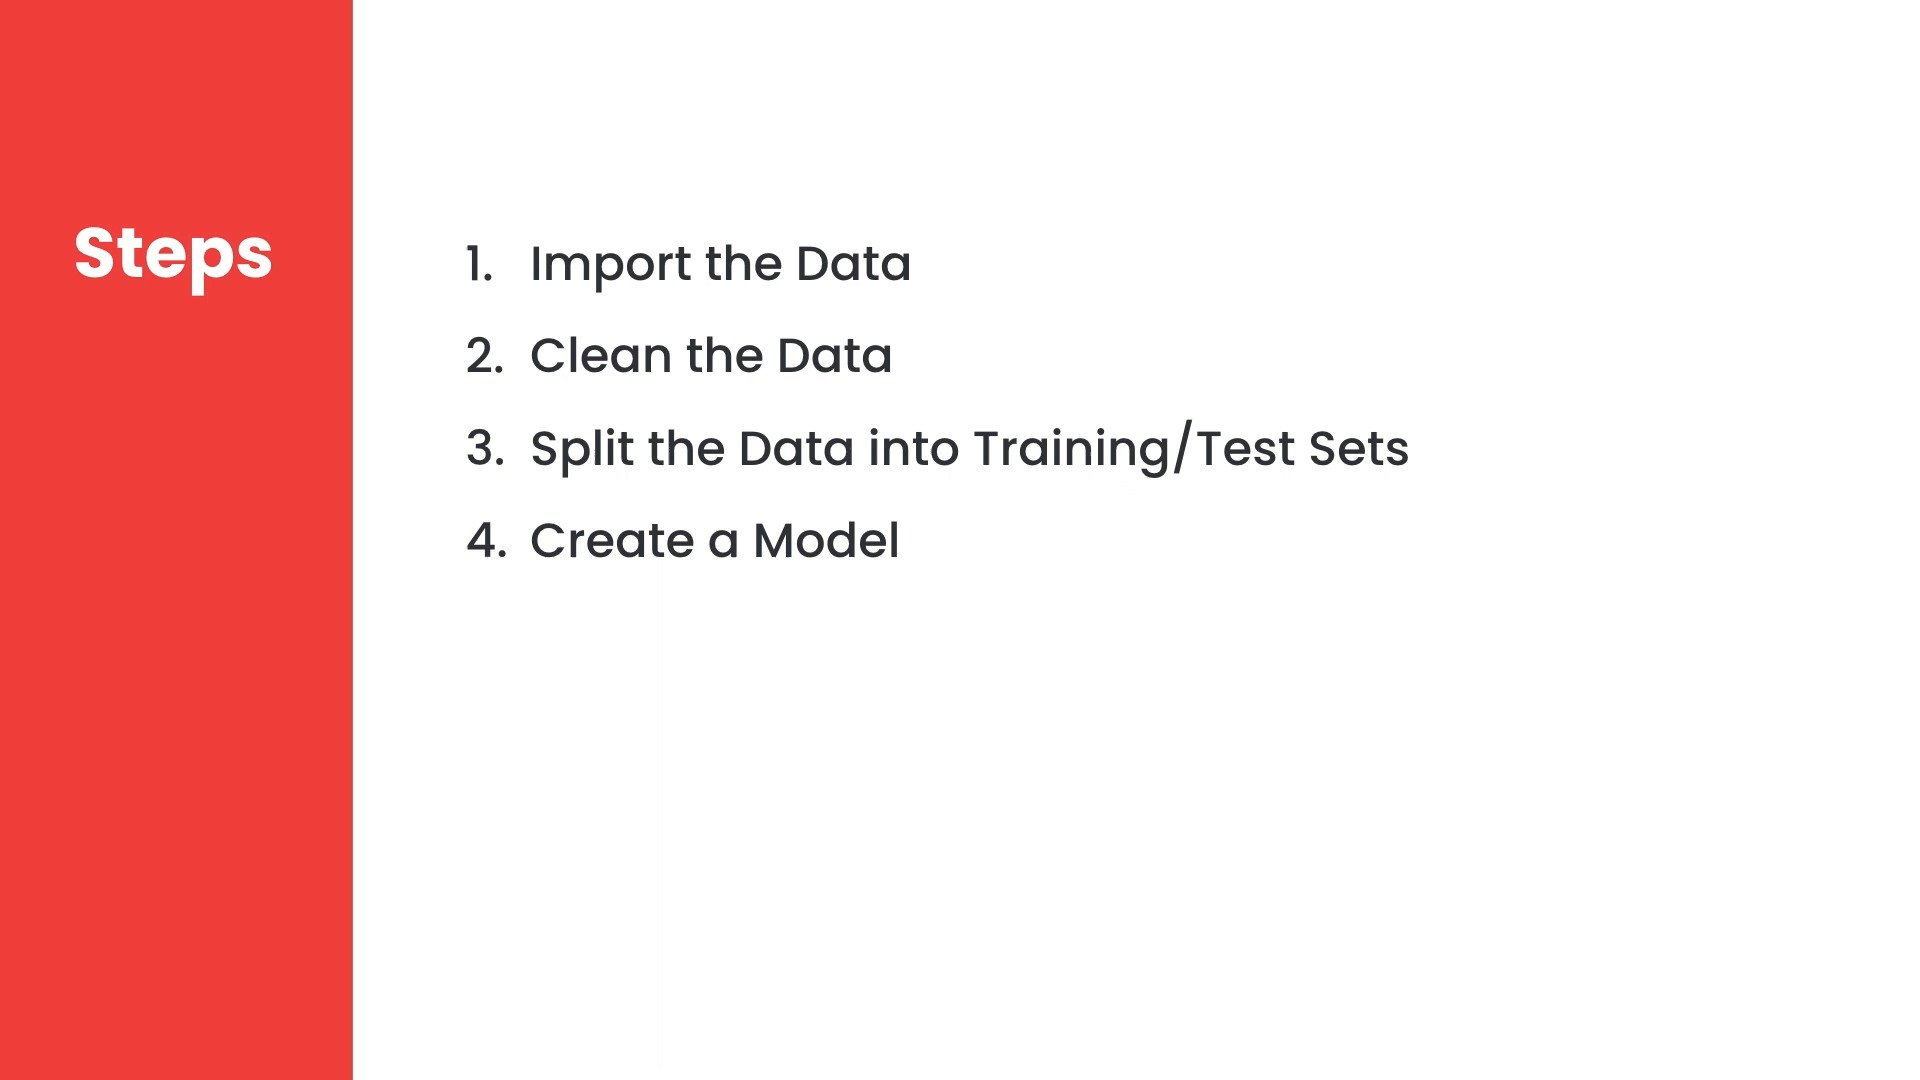 Steps
1. Import the Data
2. Clean the Data
3. Split the Data into Training/Test Sets
4. Create a Model